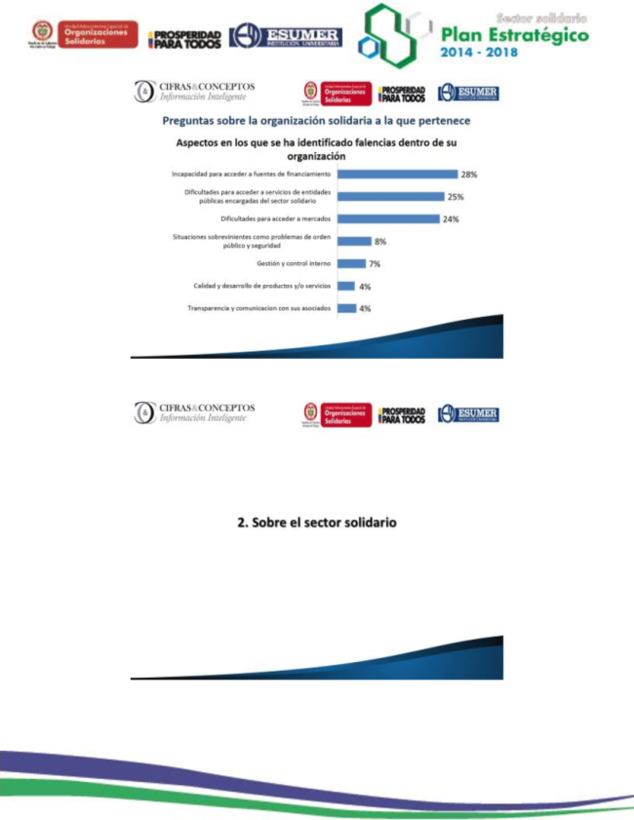 Unidad Administrativa Especial de
Organizaciones
Solidarias
PROSPERIDAD
PARA TODOS
ESUMER
INSTITUCIÓN UNIVERSITARIA
Sector solidario
Plan Estratégico
2014 - 2018
CIFRAS&CONCEPTOS
Información Inteligente
Organizaciones
Solidarias
PROSPERIDAD
PARA TODOS
ESUMER
Preguntas sobre la organización solidaria a la que pertenece
Aspectos en los que se ha identificado falencias dentro de su
organización
Incapacidad para acceder a fuentes de financiamiento 28%
Dificultades para acceder a servicios de entidades
públicas encargadas del sector solidario 25%
Dificultades para acceder a mercados 24%
Situaciones sobrevinientes como problemas de orden
público y seguridad 8%
Gestión y control interno 7%
Calidad y desarrollo de productos y/o servicios 4%
Transparencia y comunicacion con sus asociados 4%
CIFRAS&CONCEPTOS
Información Inteligente
Organizaciones
Solidarias
PROSPERIDAD
PARA TODOS
ESUMER
2. Sobre el sector solidario